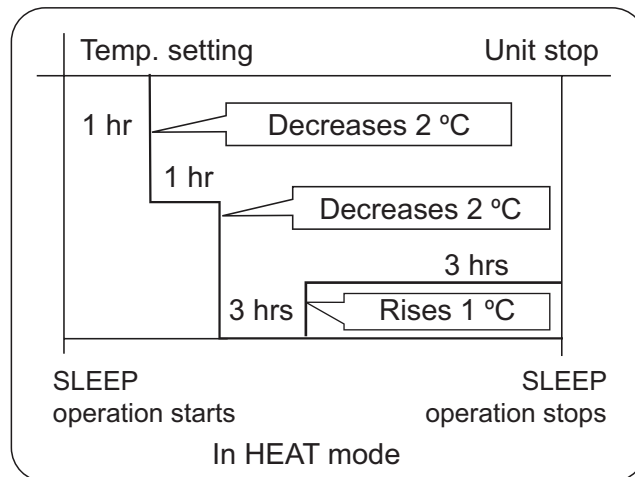 Temp. setting
Unit stop
1 hr
Decreases 2 ºC
1 hr
Decreases 2 ºC
3 hrs
3 hrs
Rises 1 ºC
SLEEP
operation starts
SLEEP
operation stops
In HEAT mode